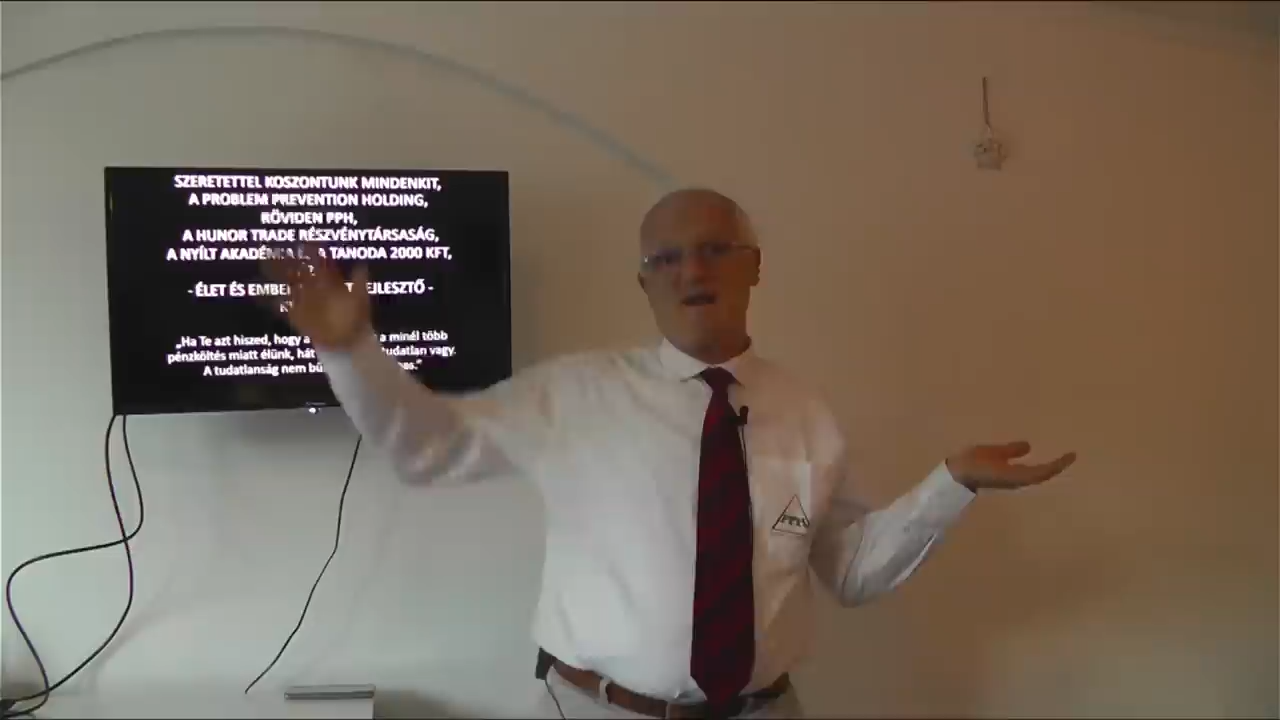 SZERETETTEL KÖSZÖNTÜNK MINDENKIT,
A PROBLEM PREVENTION HOLDING,
RÖVIDEN PPH,
A HUNOR TRADE RÉSZVÉNYTÁRSASÁG,
A NYÍLT AKADÉMIA TANODA 2000 KFT,
- ÉLET ÉS
„Ha Te azt hiszed, hogy a minél több
pénzköltés miatt élünk, hát tudatlan vagy.
A tudatlanság nem